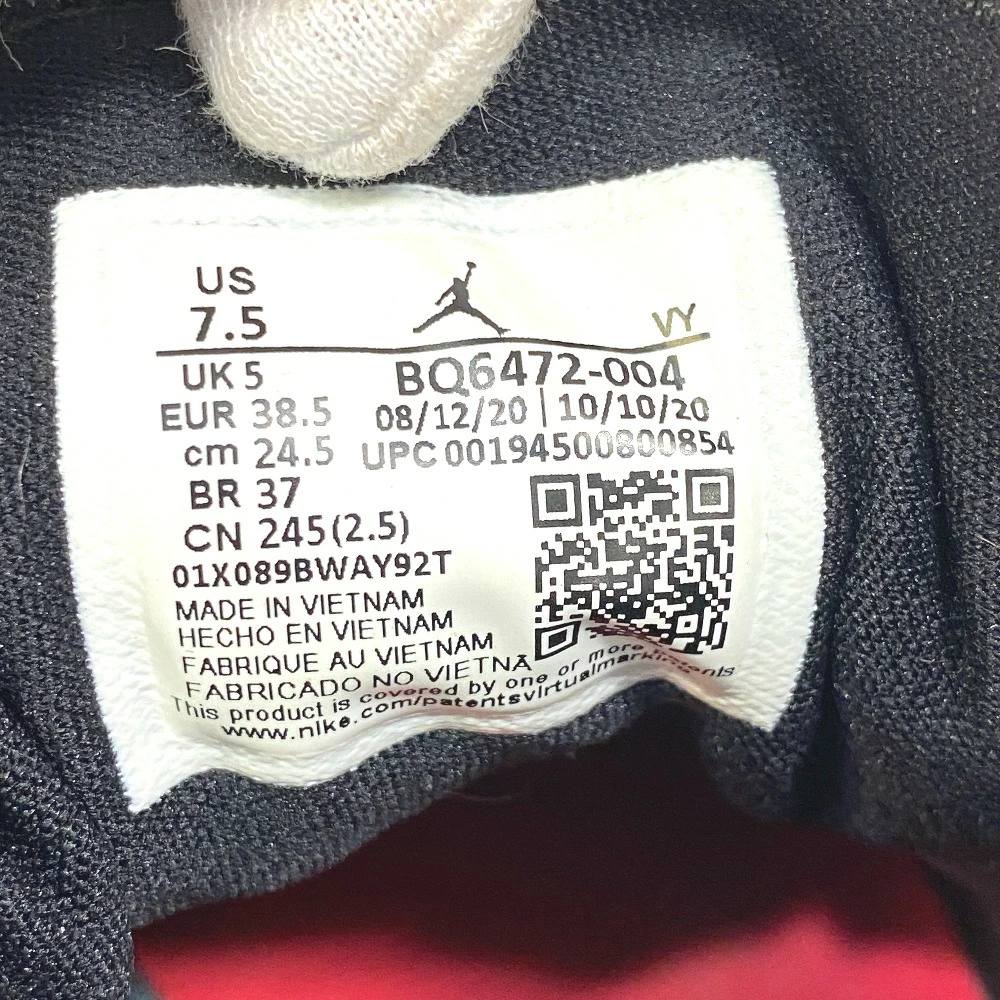 US
7.5
VY
UK 5
BQ6472-004
EUR 38.5
08/12/20 | 10/10/20
cm 24.5
UPC 00194500800854
BR 37
CN 245(2.5)
01X089BWAY92T
MADE IN VIETNAM
HECHO EN VIETNAM
FABRIQUE AU VIETNAM
FABRICADO NO VIETNÃ
This product is covered by one or more
www.nike.com/patentsvirtualmarking